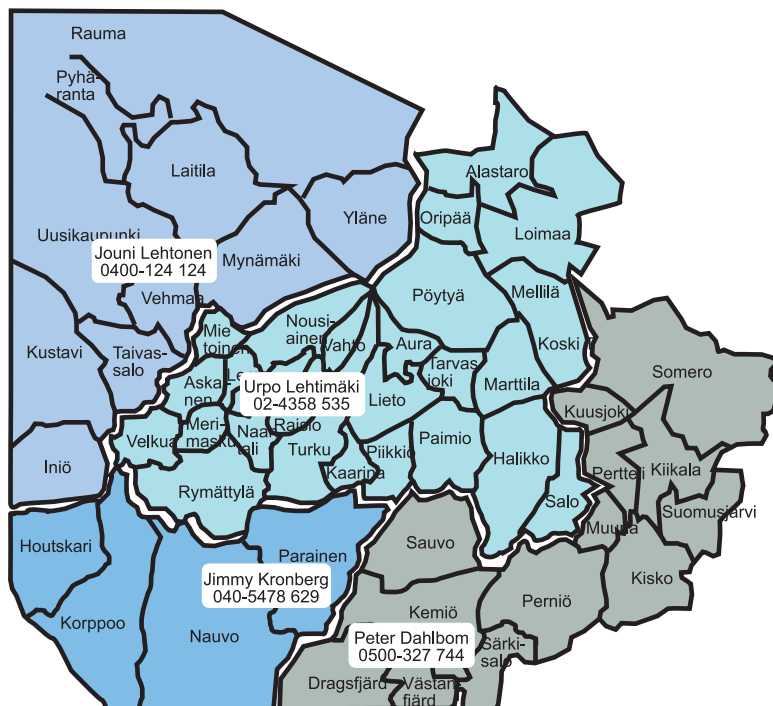 Rauma
Pyhä-
ranta
Laitila
Alastaro
Yläne
Oripää
Loimaa
Uusikaupunki
Jouni Lehtonen
0400-124 124
Mynämäki
Vehmaa
Pöytyä
Mellilä
Kustavi
Taivas-
salo
Mie
toinen
Nousi-
ainen
Vahto
Aura
Koski
Tarvas
joki
Marttila
Somero
Aska
nen
Le
Urpo Lehtimäki
02-4358 535
Lieto
Kuusjoki
Velkua
Meri-
masku
Naan
tali
Raisio
Turku
Piikkiö
Kaarina
Paimio
Halikko
Iniö
Rymättylä
Salo
Pertteli
Kiikala
Suomusjärvi
Muurla
Houtskari
Parainen
Sauvo
Kisko
Jimmy Kronberg
040-5478 629
Korppoo
Nauvo
Kemiö
Perniö
Peter Dahlbom
0500-327 744
Särki-
salo
Dragsfjärd
Västan
fjärd